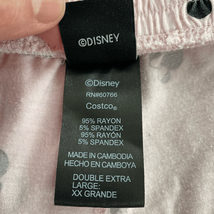 ©DISNEY
©Disney
RN#60766
Costco®
95% RAYON
5% SPANDEX
95% RAYON
5% SPANDEX
MADE IN CAMBODIA
HECHO EN CAMBOYA
DOUBLE EXTRA
LARGE:
XX GRANDE